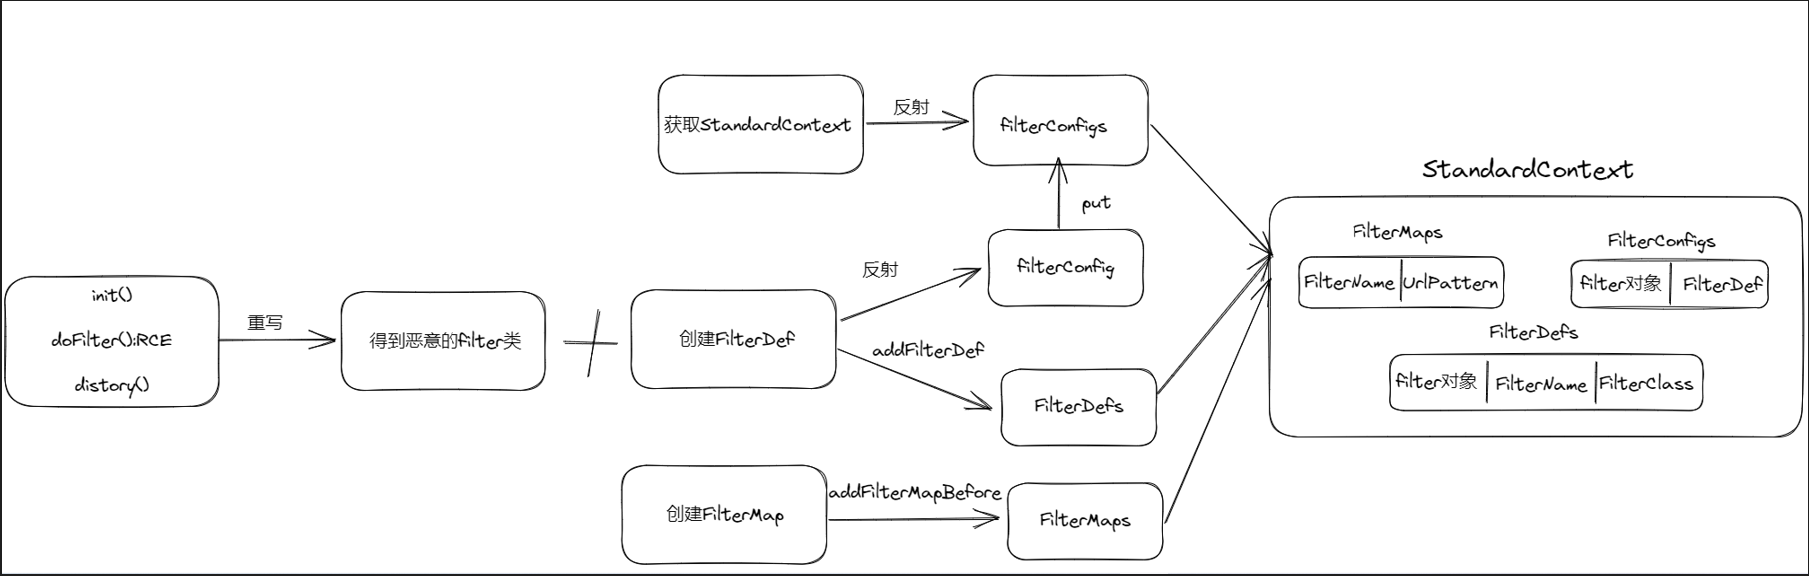 获取StandardContext
反射
filterConfigs
put
filterConfig
反射
init()
doFilter():RCE
distory()
重写
得到恶意的filter类
创建FilterDef
addFilterDef
FilterDefs
创建FilterMap
addFilterMapBefore
FilterMaps
StandardContext
FilterMaps
FilterName UrlPattern
FilterConfigs
filter对象 FilterDef
FilterDefs
filter对象 FilterName FilterClass